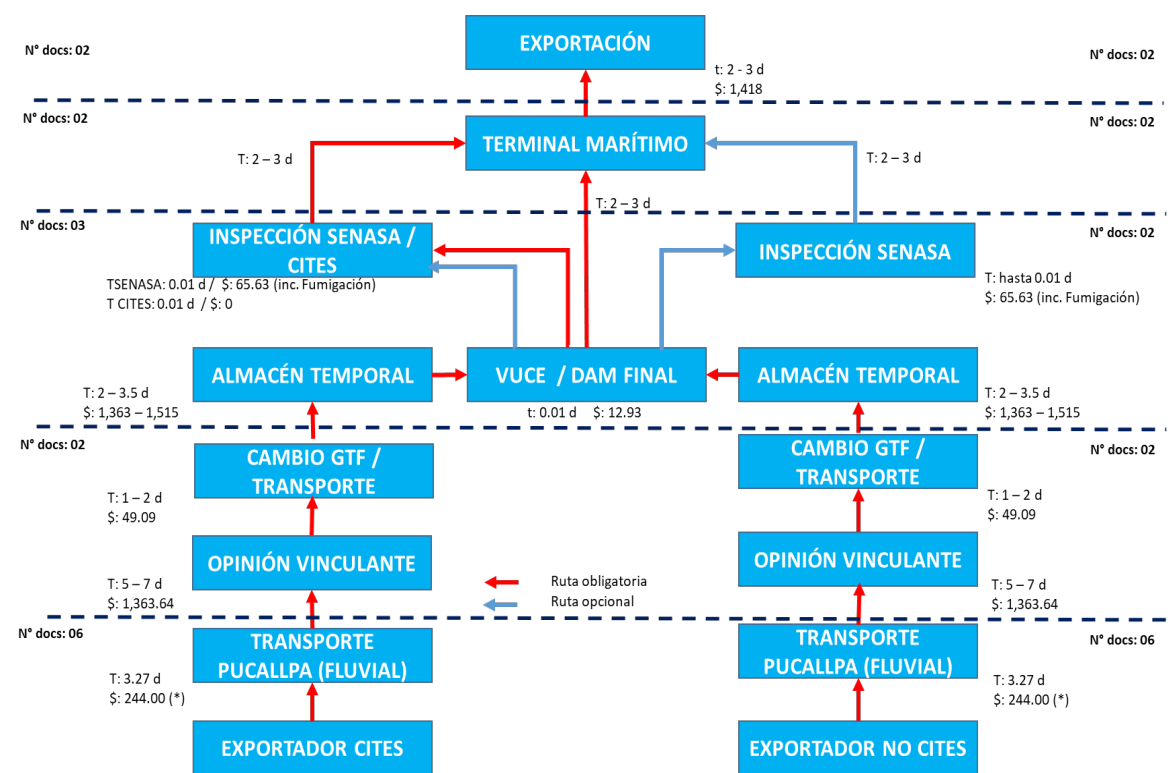 EXPORTACIÓN
N° docs: 02
N° docs: 02
t: 2 - 3 d
$: 1,418
N° docs: 02
N° docs: 02
TERMINAL MARÍTIMO
T: 2 – 3 d
T: 2 – 3 d
T: 2 – 3 d
N° docs: 03
N° docs: 02
INSPECCIÓN SENASA /
CITES
INSPECCIÓN SENASA
TSENASA: 0.01 d / $: 65.63 (inc. Fumigación)
T CITES: 0.01 d / $: 0
T: hasta 0.01 d
$: 65.63 (inc. Fumigación)
ALMACÉN TEMPORAL
VUCE / DAM FINAL
ALMACÉN TEMPORAL
T: 2 – 3.5 d
$: 1,363 – 1,515
t: 0.01 d $: 12.93
T: 2 – 3.5 d
$: 1,363 – 1,515
N° docs: 02
N° docs: 02
CAMBIO GTF /
TRANSPORTE
CAMBIO GTF /
TRANSPORTE
T: 1 – 2 d
$: 49.09
T: 1 – 2 d
$: 49.09
OPINIÓN VINCULANTE
OPINIÓN VINCULANTE
T: 5 – 7 d
$: 1,363.64
Ruta obligatoria
Ruta opcional
T: 5 – 7 d
$: 1,363.64
N° docs: 06
N° docs: 06
TRANSPORTE
PUCALLPA (FLUVIAL)
TRANSPORTE
PUCALLPA (FLUVIAL)
T: 3.27 d
$: 244.00 (*)
T: 3.27 d
$: 244.00 (*)
EXPORTADOR CITES
EXPORTADOR NO CITES